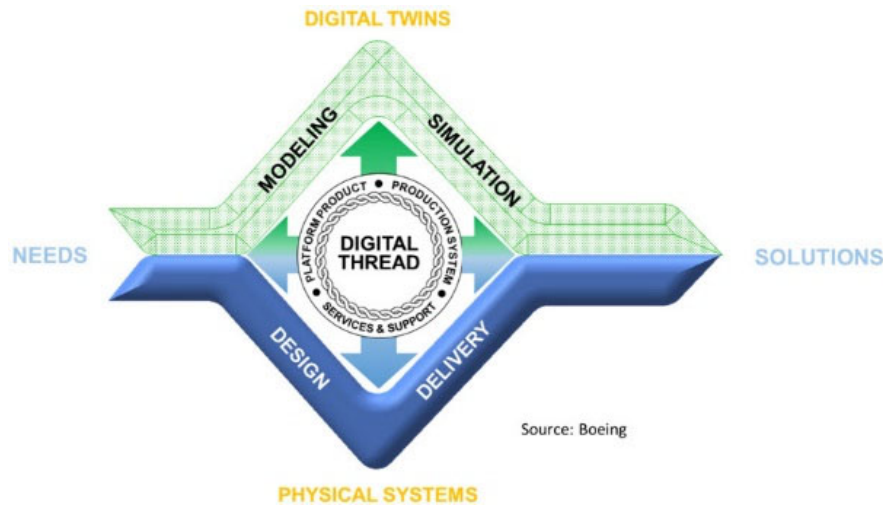 DIGITAL TWINS
MODELING
SIMULATION
PLATFORM PRODUCT • PRODUCTION SYSTEM • SERVICES & SUPPORT •
DIGITAL
THREAD
NEEDS
SOLUTIONS
DESIGN
DELIVERY
Source: Boeing
PHYSICAL SYSTEMS